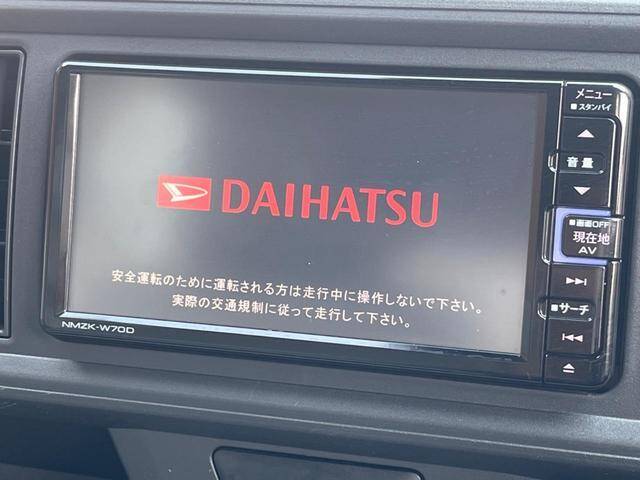 DAIHATSU
安全運転のために運転される方は走行中に操作しないで下さい。
実際の交通規制に従って走行して下さい。
NMZK-W70D
メニュー
スタンバイ
音量
画面OFF
現在地
AV
サーチ